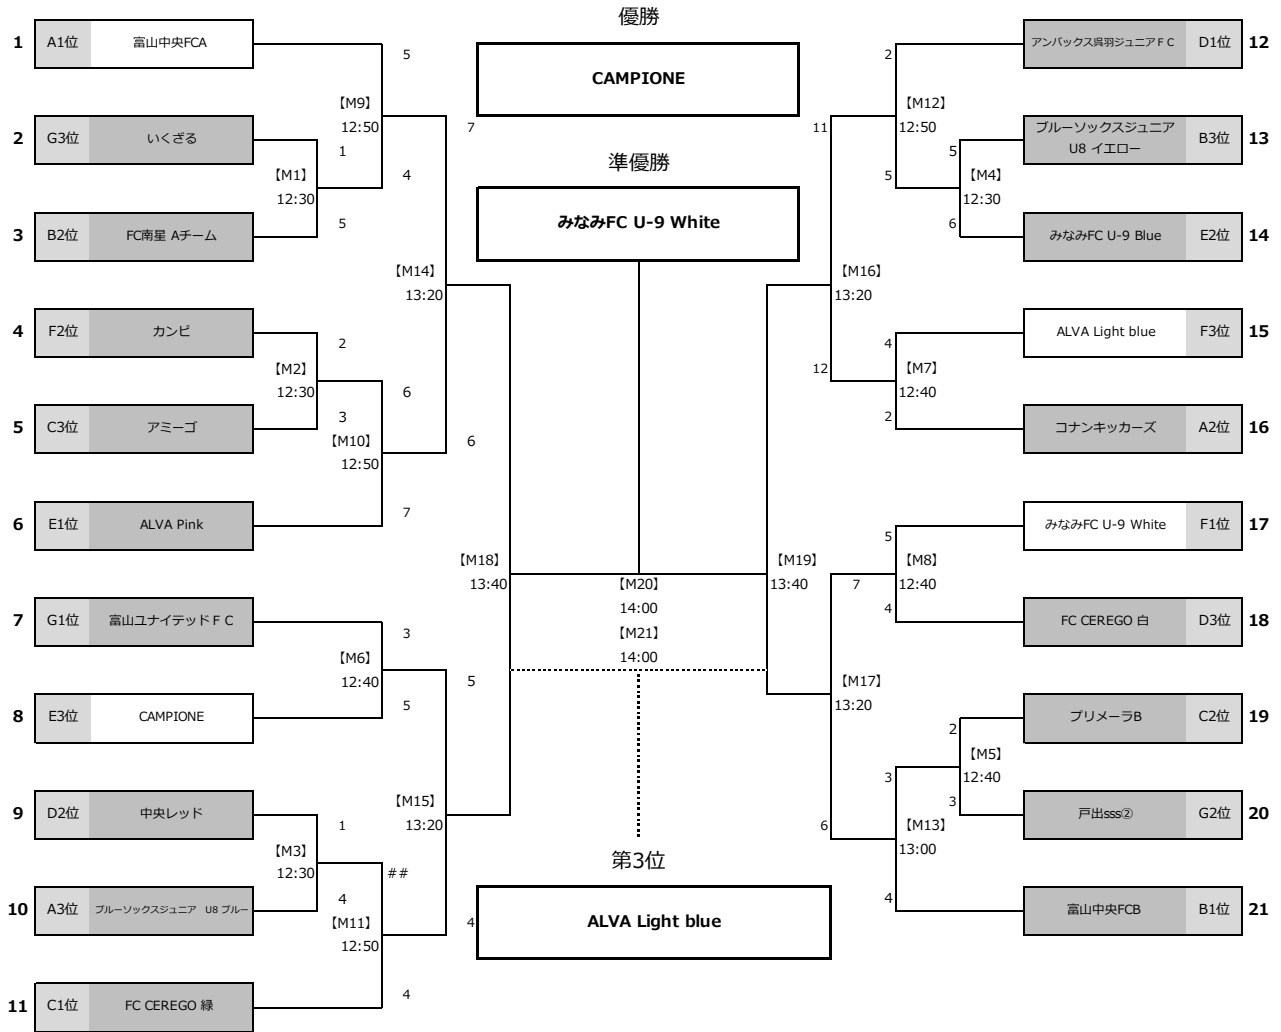 優勝
CAMPIONE
準優勝
みなみFC U-9 White
1 A1位 富山中央FCA
2 G3位 いくざる
3 B2位 FC南星 Aチーム
4 F2位 カンピ
5 C3位 アミーゴ
6 E1位 ALVA Pink
7 G1位 富山ユナイテッドFC
8 E3位 CAMPIONE
9 D2位 中央レッド
10 A3位 ブルーソックスジュニア U8 ブルー
11 C1位 FC CEREGO 緑
5
【M9】
12:50
1
【M1】
12:30
4
5
7
【M14】
13:20
2
【M2】
12:30
6
3
【M10】
12:50
6
7
【M18】
13:40
3
【M6】
12:40
5
5
【M15】
13:20
1
【M3】
12:30
##
4
【M11】
12:50
4
4
【M20】
14:00
【M21】
14:00
第3位
ALVA Light blue
アンバックス呉羽ジュニアFC D1位 12
ブルーソックスジュニア
U8 イエロー B3位 13
みなみFC U-9 Blue E2位 14
ALVA Light blue F3位 15
コナンキッカーズ A2位 16
みなみFC U-9 White F1位 17
FC CEREGO 白 D3位 18
プリメーラB C2位 19
戸出sss② G2位 20
富山中央FCB B1位 21
2
【M12】
12:50
11
5
【M4】
12:30
5
6
【M16】
13:20
4
【M7】
12:40
12
2
5
【M19】
13:40
【M8】
12:40
7
4
【M17】
13:20
2
【M5】
12:40
3
3
6
【M13】
13:00
4